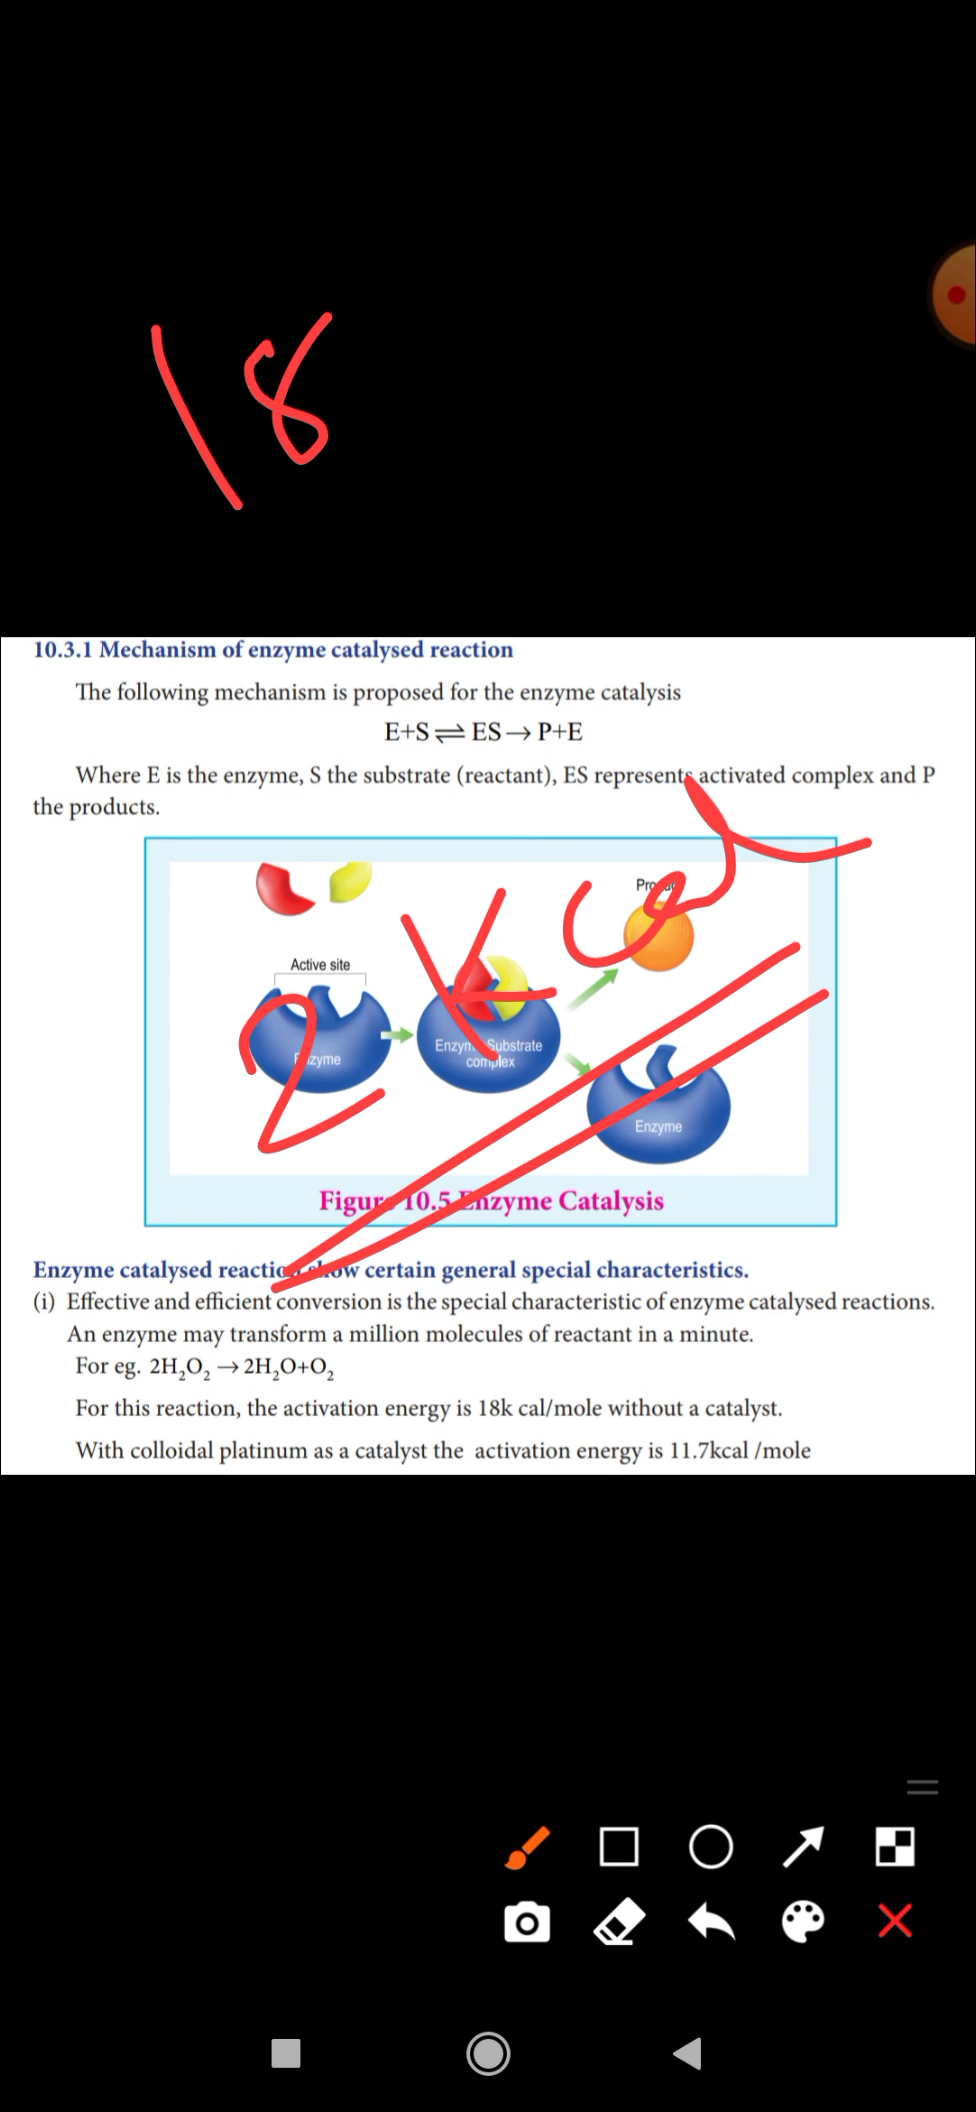 18
10.3.1 Mechanism of enzyme catalysed reaction
The following mechanism is proposed for the enzyme catalysis
E+S⇌ES→P+E
Where E is the enzyme, S the substrate (reactant), ES represents activated complex and P
the products.
Product
Active site
2 K Cal
Enzyme
Enzyme Substrate
complex
Enzyme
Figure 10.5 Enzyme Catalysis
Enzyme catalysed reaction show certain general special characteristics.
(i) Effective and efficient conversion is the special characteristic of enzyme catalysed reactions.
An enzyme may transform a million molecules of reactant in a minute.
For eg. 2H₂O₂ →2H₂O+O₂
For this reaction, the activation energy is 18k cal/mole without a catalyst.
With colloidal platinum as a catalyst the activation energy is 11.7kcal /mole